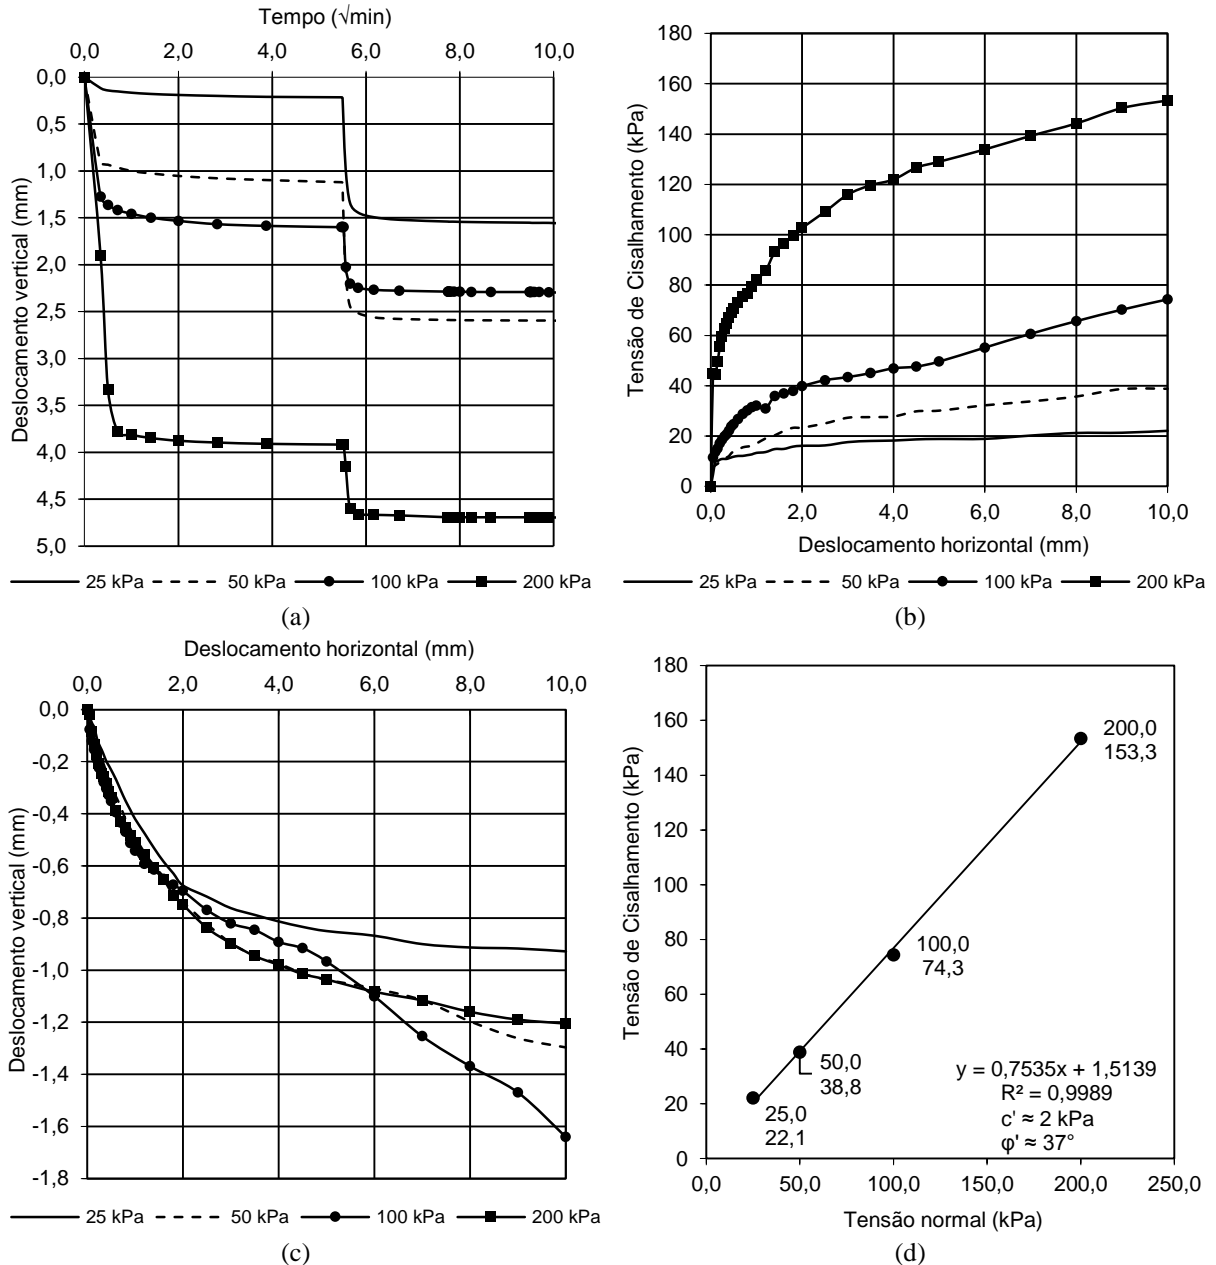 Tempo (√min)
0,0 2,0 4,0 6,0 8,0 10,0
0,0
0,5
1,0
1,5
2,0
2,5
3,0
3,5
4,0
4,5
5,0
Deslocamento vertical (mm)
25 kPa 50 kPa 100 kPa 200 kPa
(a)
180
160
140
120
100
80
60
40
20
0
Tensão de Cisalhamento (kPa)
0,0 2,0 4,0 6,0 8,0 10,0
Deslocamento horizontal (mm)
25 kPa 50 kPa 100 kPa 200 kPa
(b)
Deslocamento horizontal (mm)
0,0 2,0 4,0 6,0 8,0 10,0
0,0
-0,2
-0,4
-0,6
-0,8
-1,0
-1,2
-1,4
-1,6
-1,8
Deslocamento vertical (mm)
25 kPa 50 kPa 100 kPa 200 kPa
(c)
180
160
140
120
100
80
60
40
20
0
Tensão de Cisalhamento (kPa)
200,0
153,3
100,0
74,3
50,0
38,8
25,0
22,1
y = 0,7535x + 1,5139
R² = 0,9989
c' ≈ 2 kPa
φ' ≈ 37°
0,0 50,0 100,0 150,0 200,0 250,0
Tensão normal (kPa)
(d)